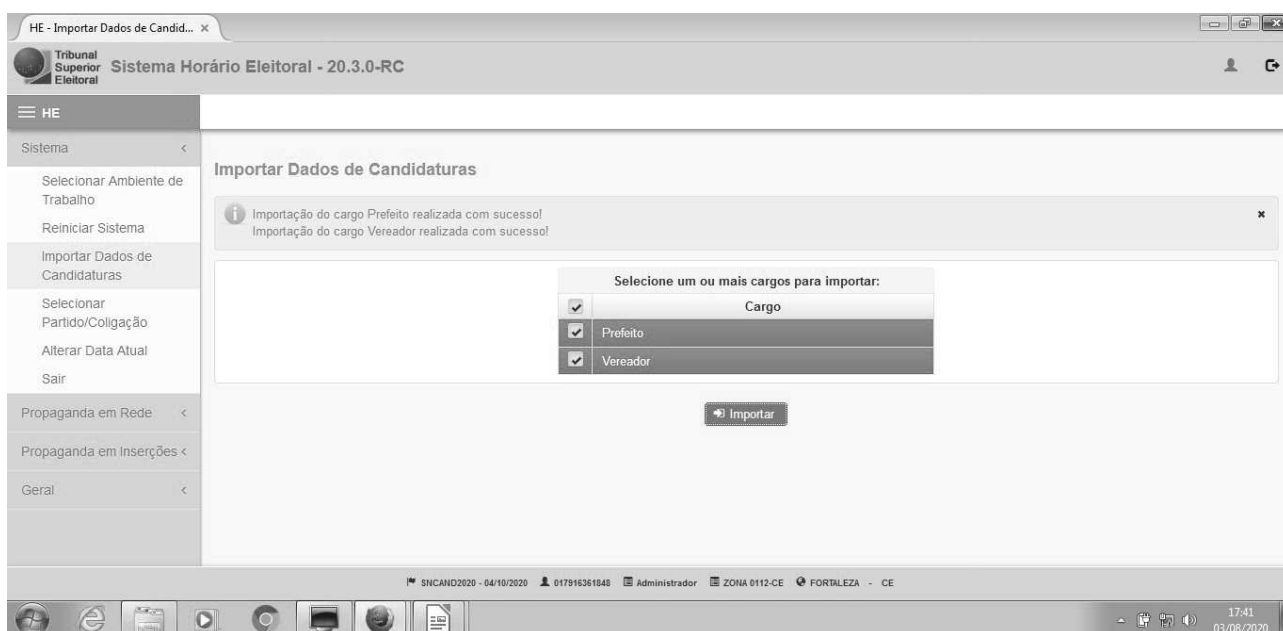 HE - Importar Dados de Candid...
Tribunal
Superior
Eleitoral
Sistema Horário Eleitoral - 20.3.0-RC
HE
Sistema
Selecionar Ambiente de
Trabalho
Reiniciar Sistema
Importar Dados de
Candidaturas
Selecionar
Partido/Coligação
Alterar Data Atual
Sair
Propaganda em Rede
Propaganda em Inserções
Geral
Importar Dados de Candidaturas
Importação do cargo Prefeito realizada com sucesso!
Importação do cargo Vereador realizada com sucesso!
Selecione um ou mais cargos para importar:
Cargo
Prefeito
Vereador
Importar
SNCAND2020 - 04/10/2020 017916361848 Administrador ZONA 0112-CE FORTALEZA - CE
17:41
03/08/2020